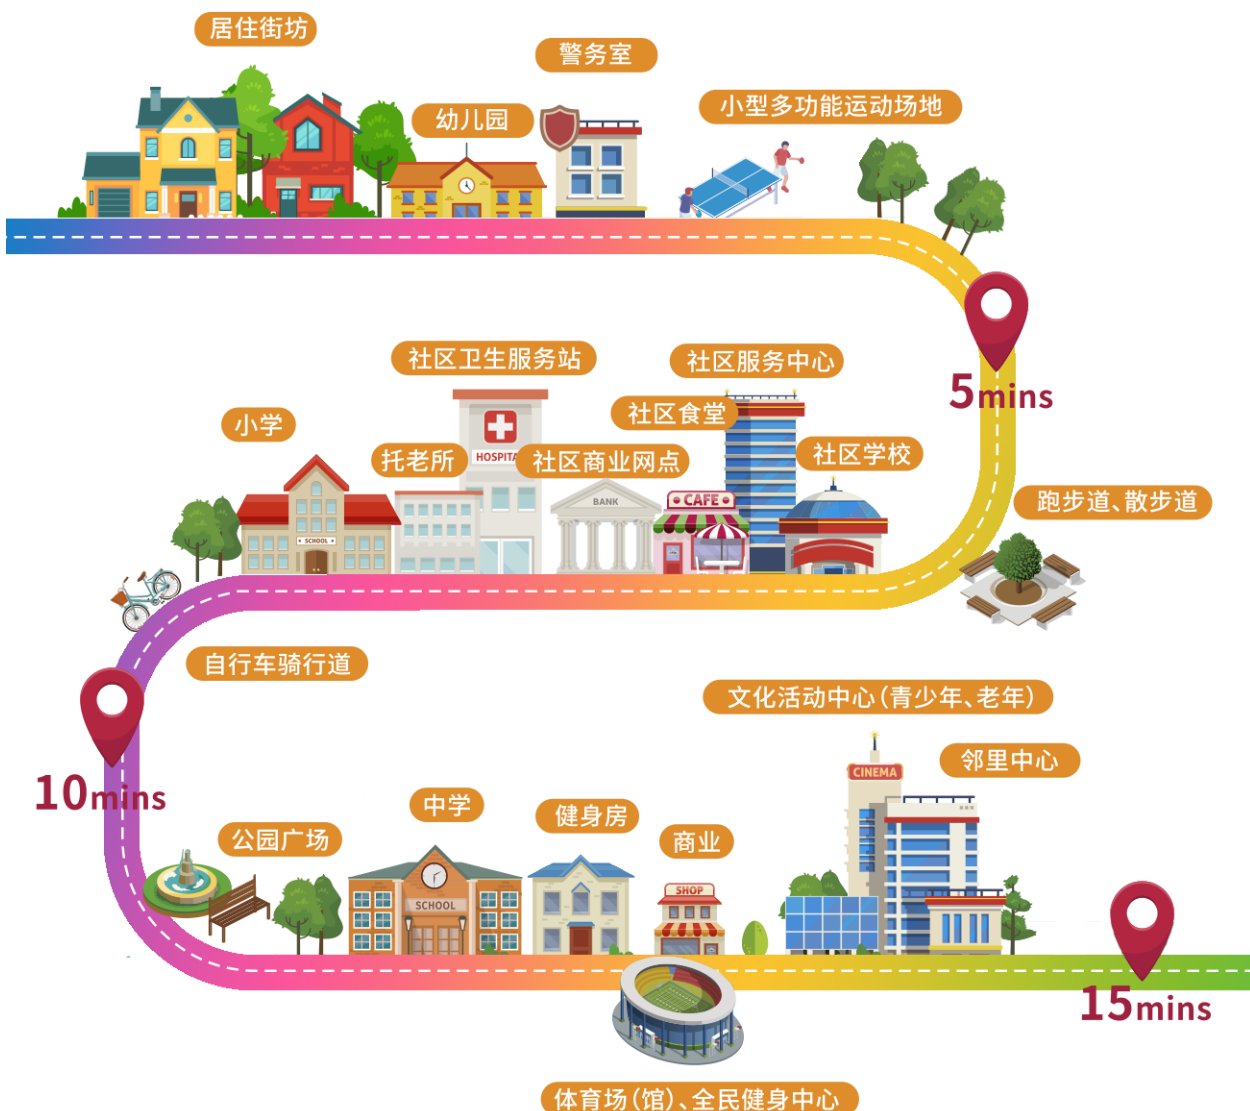 居住街坊
警务室
幼儿园
小型多功能运动场地
5mins
社区卫生服务站
社区服务中心
小学
社区食堂
托老所
HOSPITA
社区商业网点
社区学校
BANK
CAFE
SCHOOL
跑步道、散步道
自行车骑行道
10mins
文化活动中心(青少年、老年)
邻里中心
CINEMA
公园广场
中学
健身房
商业
SCHOOL
SHOP
15mins
体育场(馆)、全民健身中心